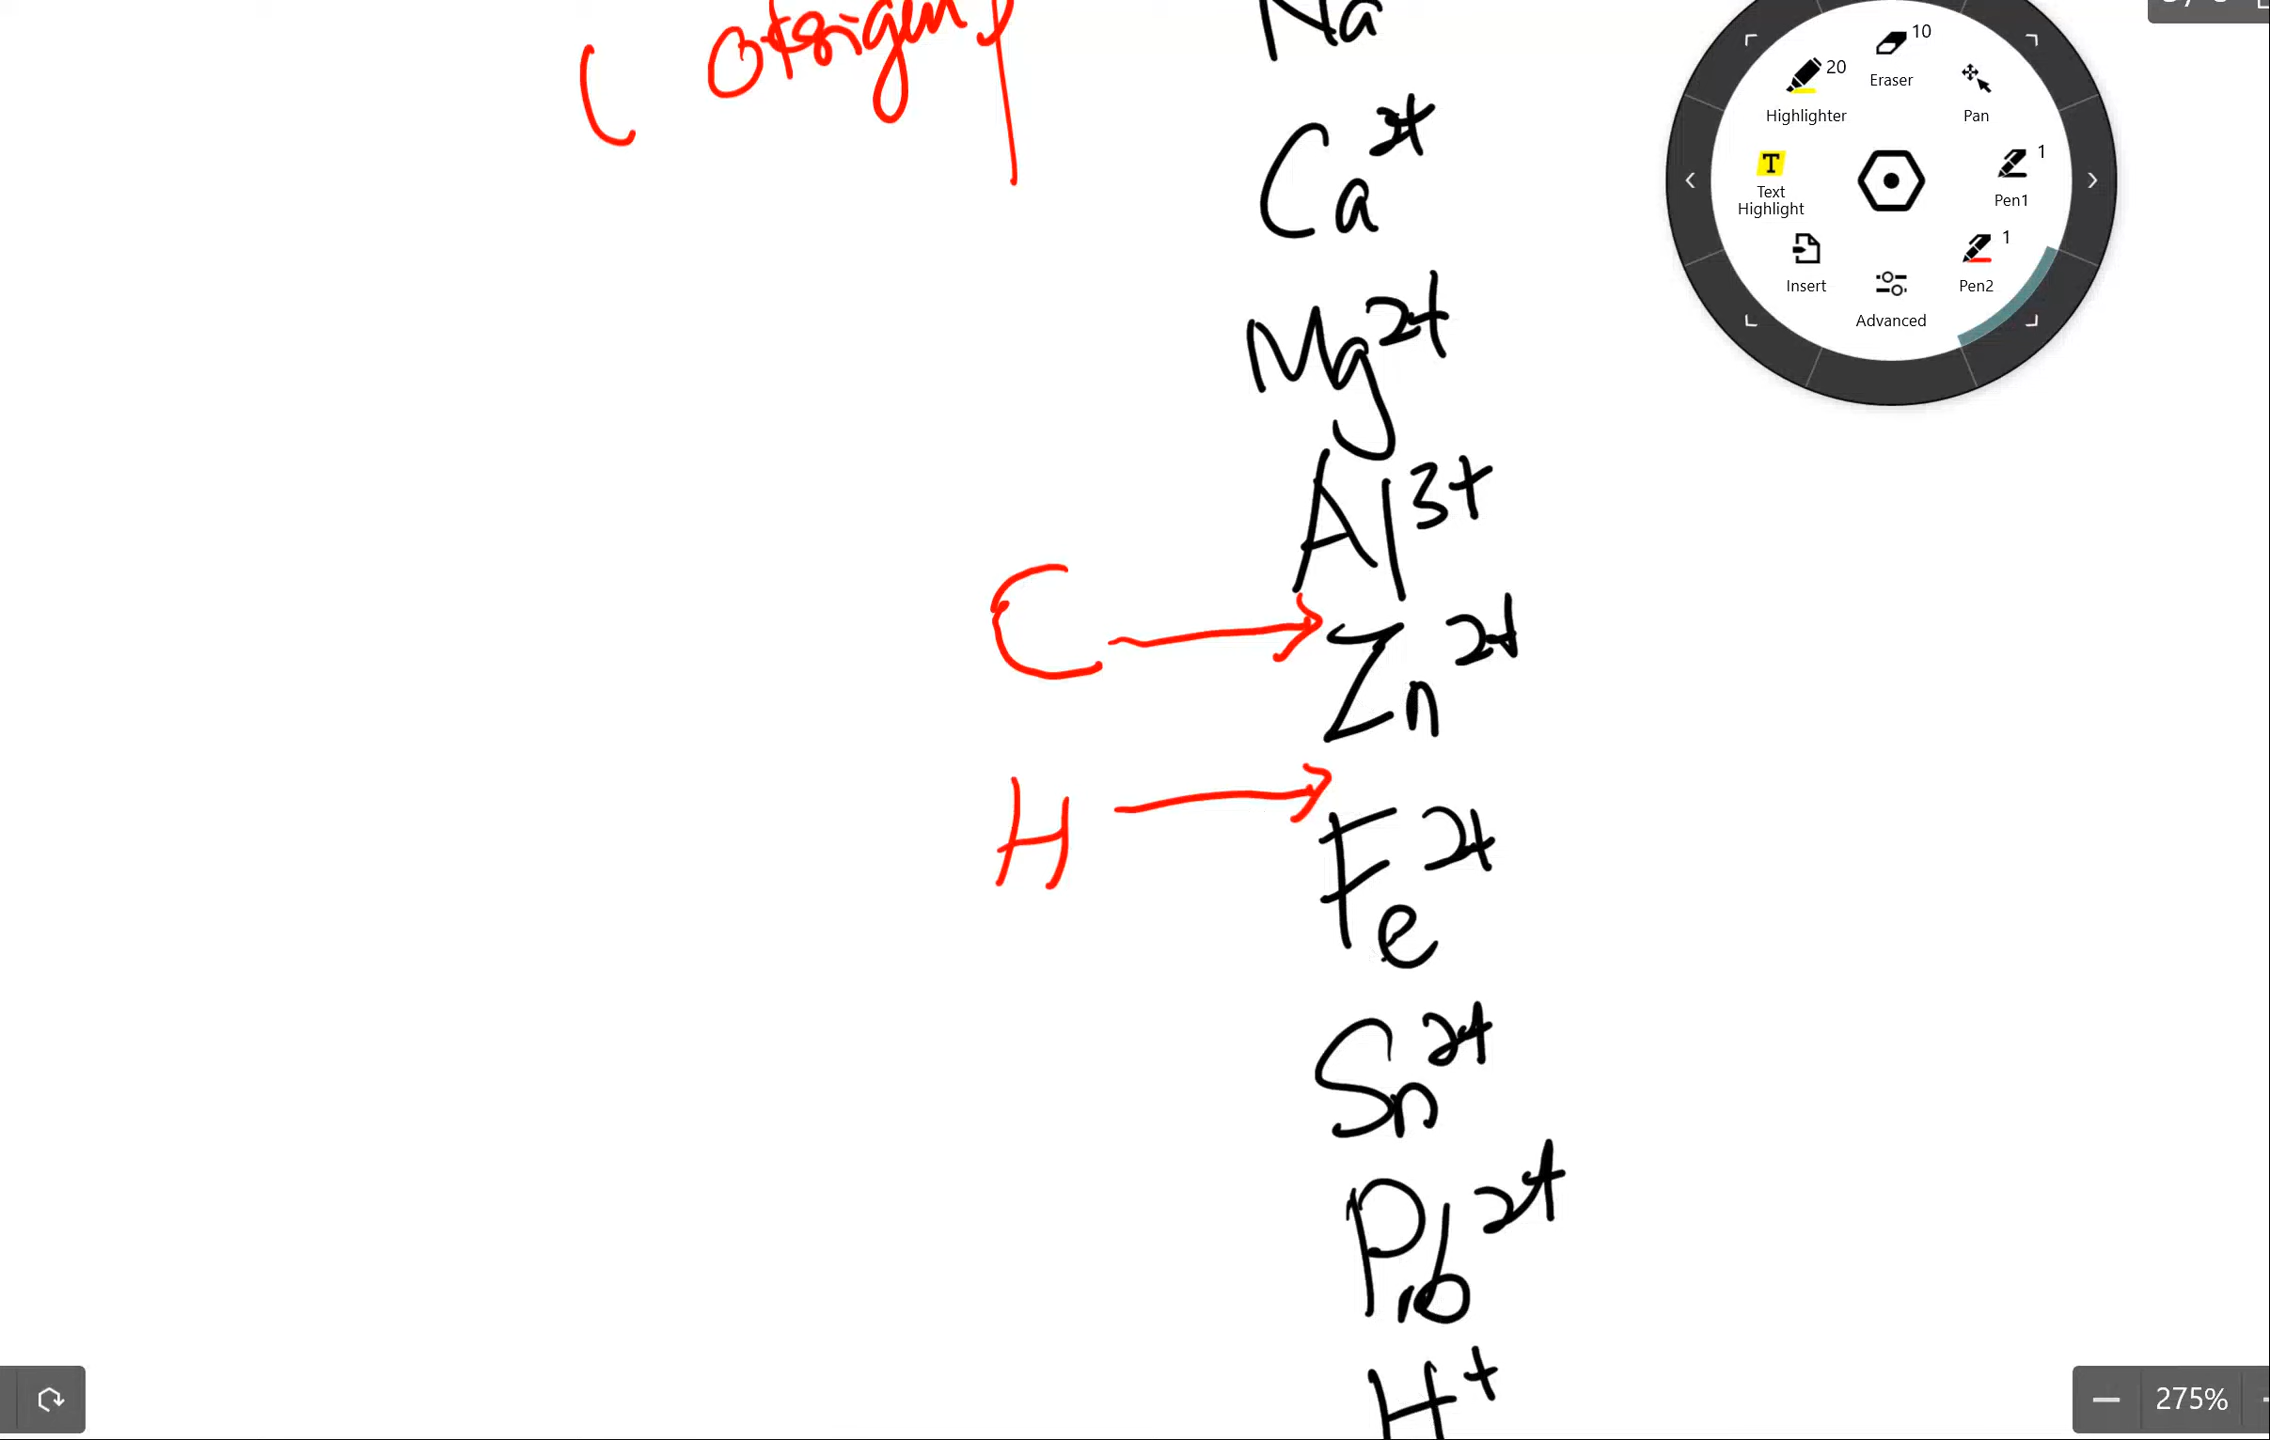 (Oksigen)
Ca²⁺
Mg²⁺
Al³⁺
C → Zn²⁺
H → Fe²⁺
Sn²⁺
Pb²⁺
H⁺
10
Eraser
20
Highlighter
Pan
T
Text
Highlight
1
Pen1
1
Pen2
Insert
Advanced
275%